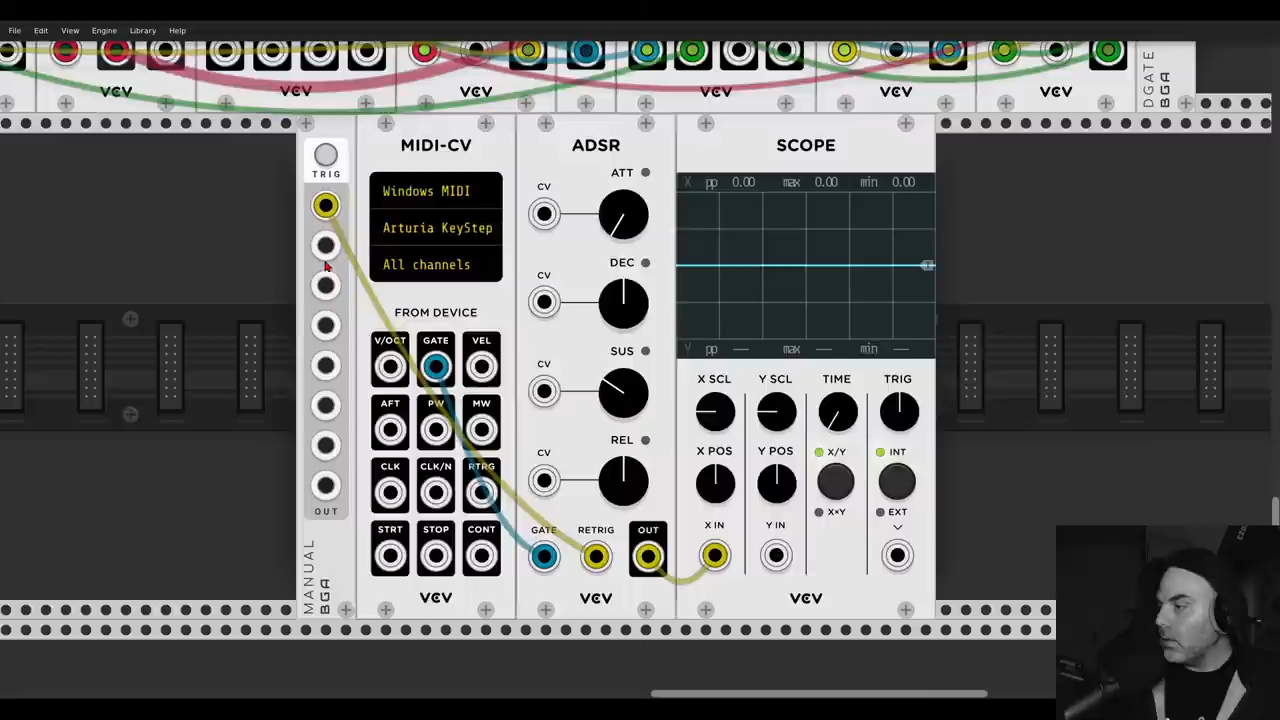 File Edit View Engine Library Help
VCV VCV VCV VCV VCV VCV
DGATE
BGA
TRIG
OUT
MANUAL
BGA
MIDI-CV
Windows MIDI
Arturia KeyStep
All channels
FROM DEVICE
V/OCT GATE VEL
AFT PW MW
CLK CLK/N RTRG
STRT STOP CONT
VCV
ADSR
ATT
CV
DEC
CV
SUS
CV
REL
CV
GATE RETRIG OUT
VCV
SCOPE
X pp 0.00 max 0.00 min 0.00
T
Y pp --- max --- min ---
X SCL Y SCL TIME TRIG
X POS Y POS X/Y INT
X×Y EXT
X IN Y IN
VCV